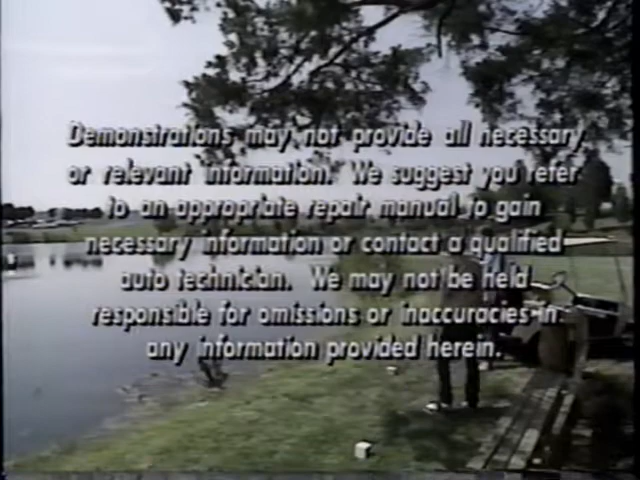 Demonstrations may not provide all necessary
or relevant information. We suggest you refer
to an appropriate repair manual to gain
necessary information or contact a qualified
auto technician. We may not be held
responsible for omissions or inaccuracies in
any information provided herein.